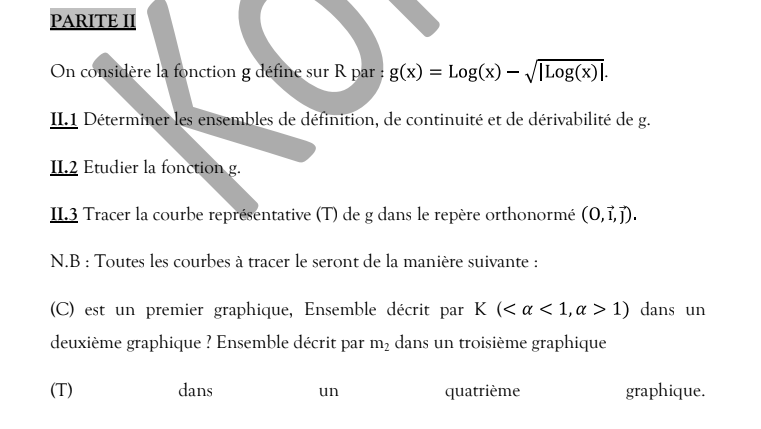 PARITE II
On considère la fonction g défine sur R par : g(x) = Log(x) − √|Log(x)|.
II.1 Déterminer les ensembles de définition, de continuité et de dérivabilité de g.
II.2 Etudier la fonction g.
II.3 Tracer la courbe représentative (T) de g dans le repère orthonormé (O, i⃗, j⃗).
N.B : Toutes les courbes à tracer le seront de la manière suivante :
(C) est un premier graphique, Ensemble décrit par K (< α < 1, α > 1) dans un
deuxième graphique ? Ensemble décrit par m₂ dans un troisième graphique
(T) dans un quatrième graphique.